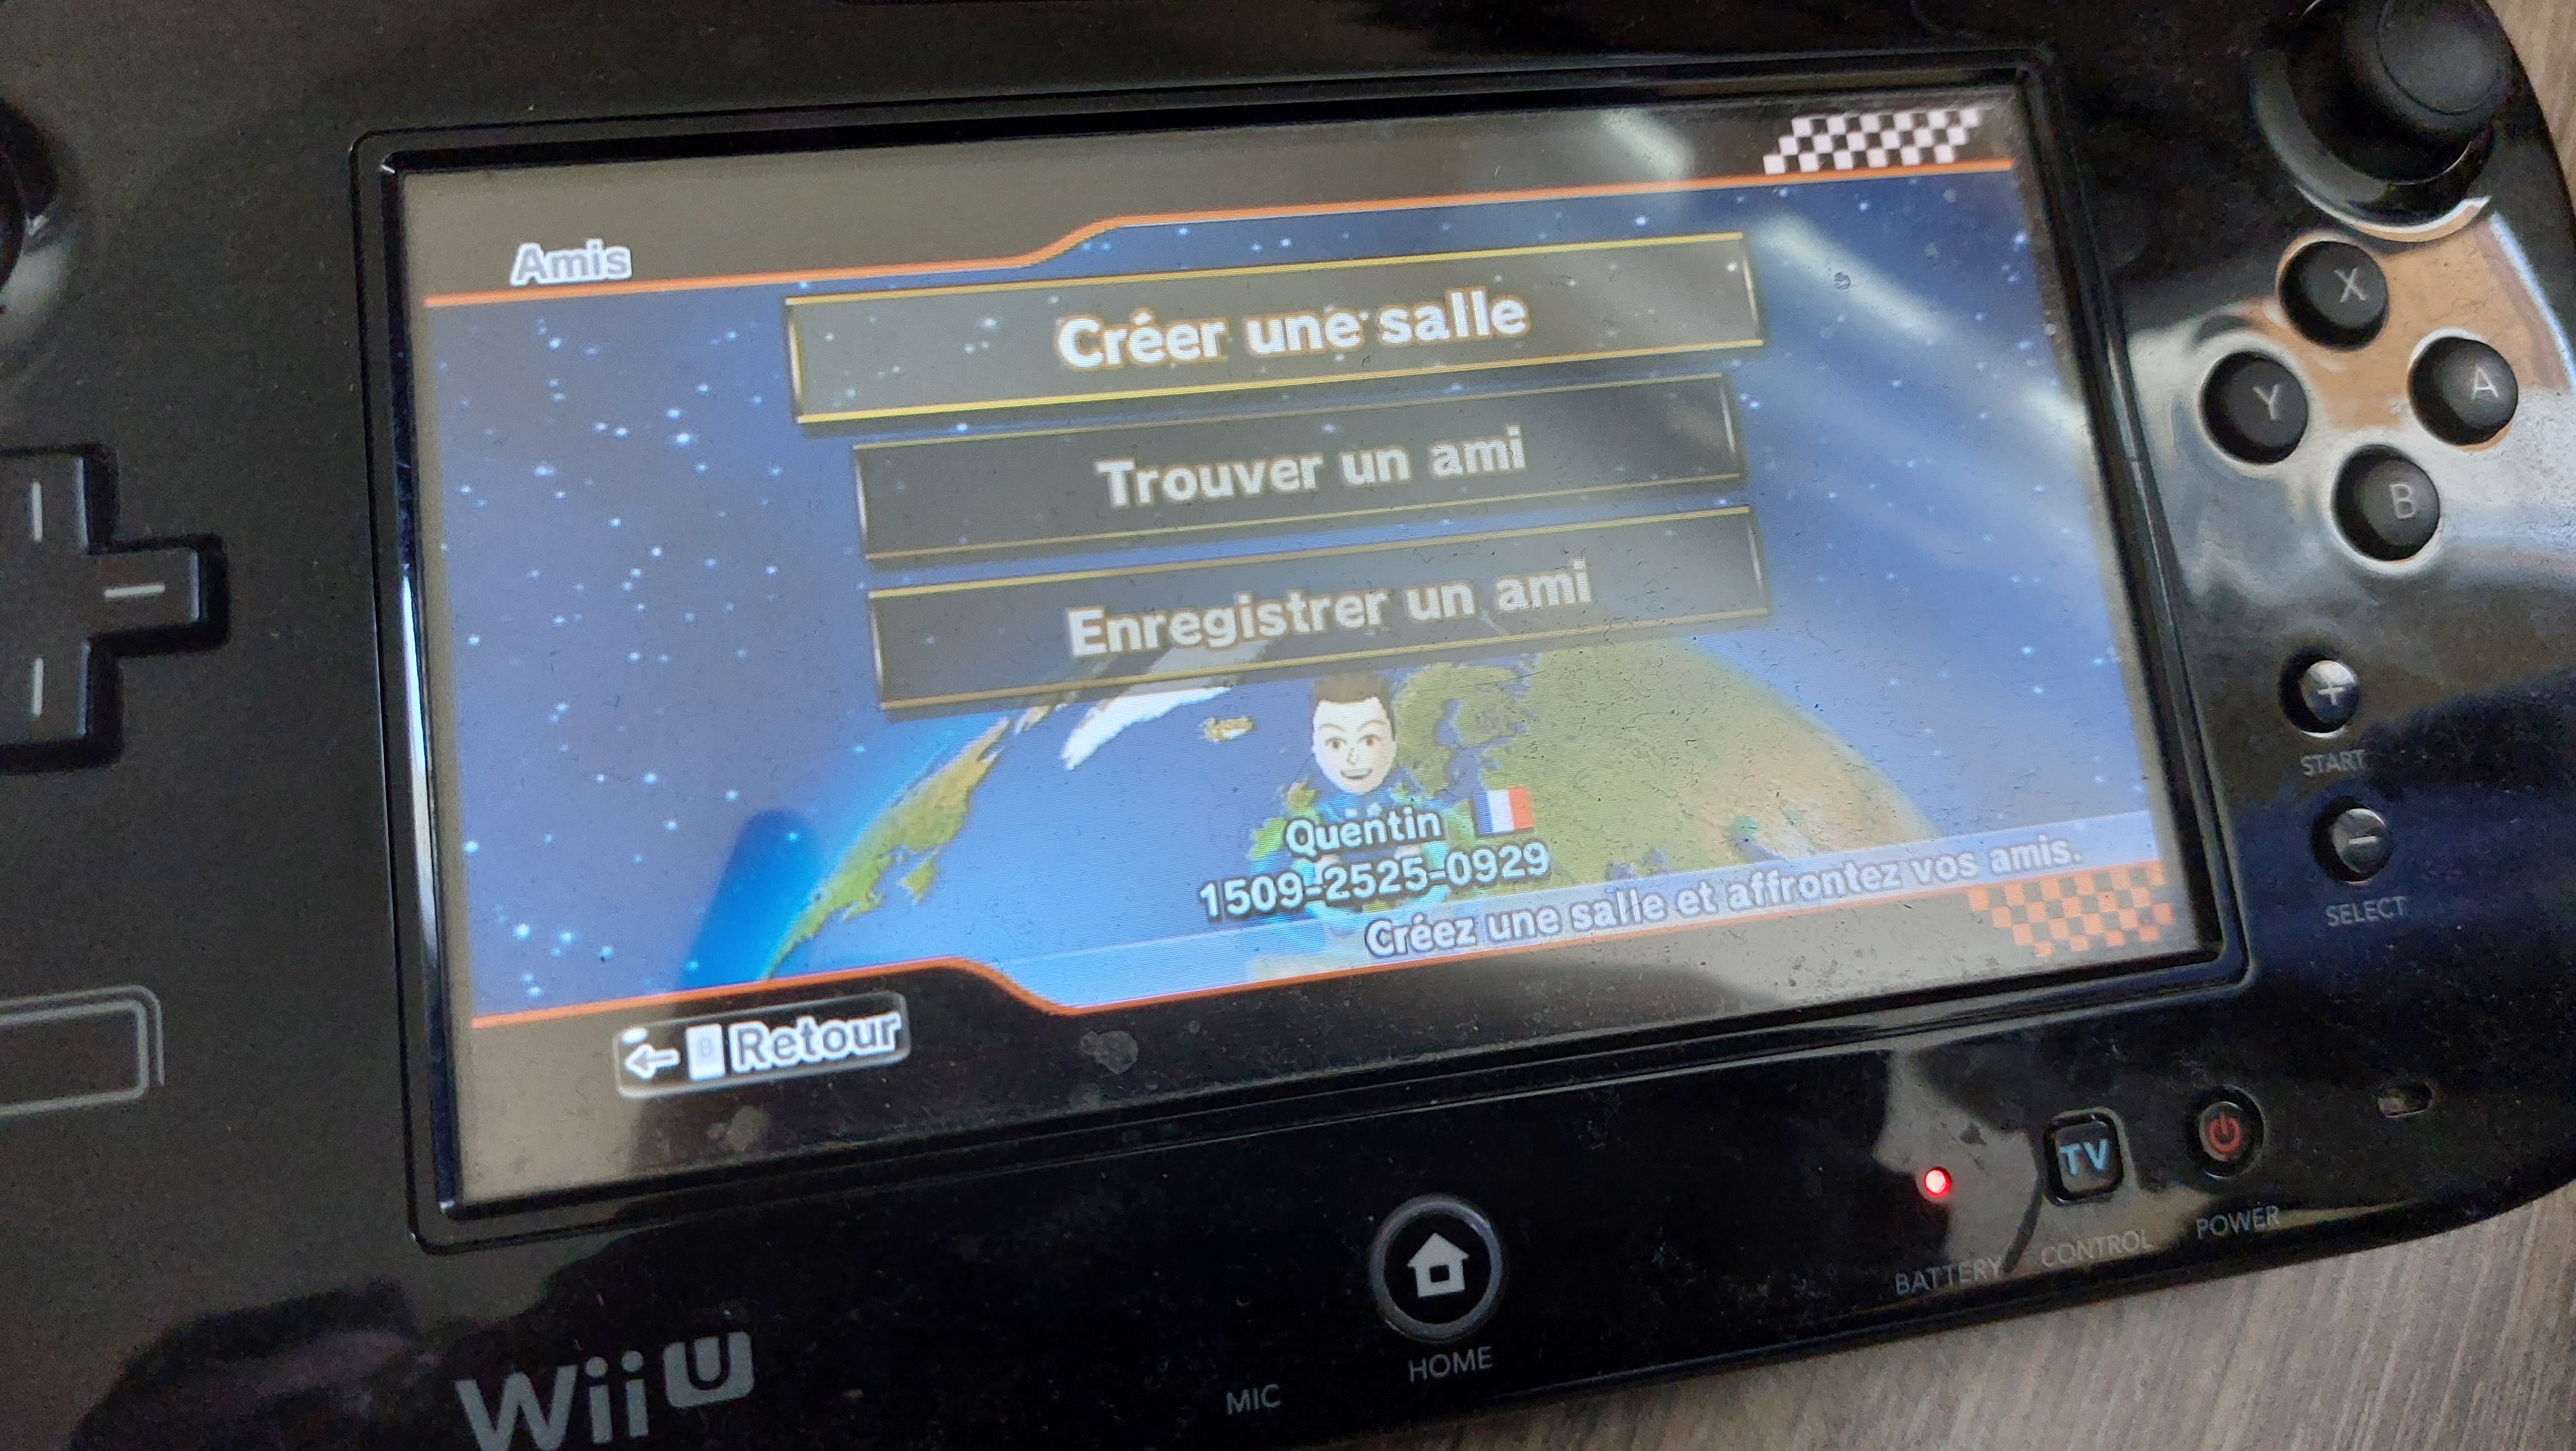 Amis
Créer une salle
Trouver un ami
Enregistrer un ami
Quentin
1509-2525-0929
Créez une salle et affrontez vos amis.
B Retour
X
Y
A
B
+
START
-
SELECT
TV
BATTERY
CONTROL
POWER
HOME
MIC
Wii U